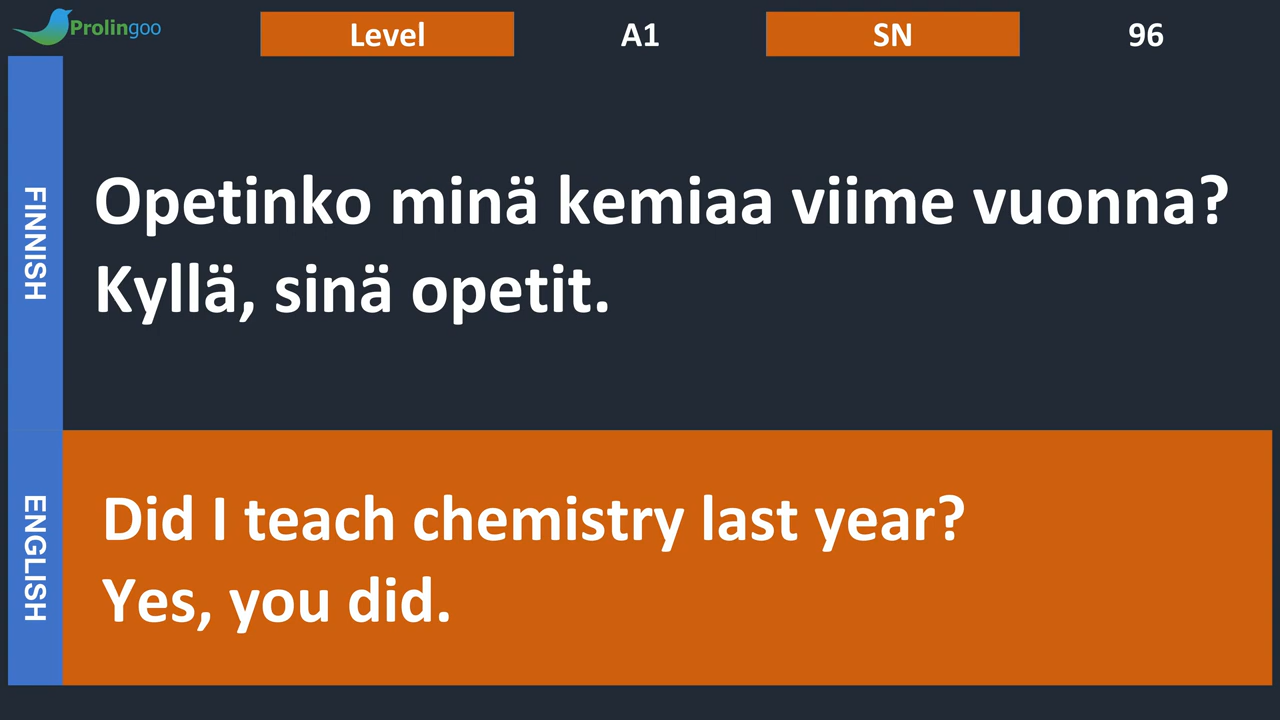 Prolingoo
Level
A1
SN
96
FINNISH
Opetinko minä kemiaa viime vuonna?
Kyllä, sinä opetit.
ENGLISH
Did I teach chemistry last year?
Yes, you did.